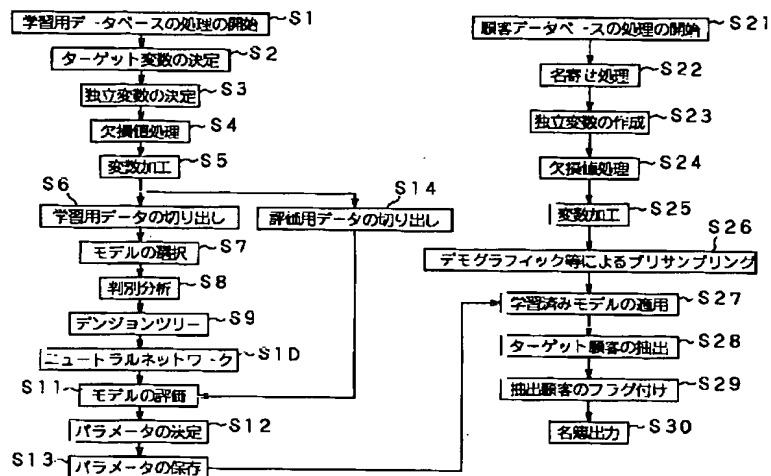 学習用データベースの処理の開始 S1
ターゲット変数の決定 S2
独立変数の決定 S3
欠損値処理 S4
変数加工 S5
S6 学習用データの切り出し
S14 評価用データの切り出し
モデルの選択 S7
判別分析 S8
デンジョンツリー S9
ニュートラルネットワーク S10
S11 モデルの評価
パラメータの決定 S12
S13 パラメータの保存
顧客データベースの処理の開始 S21
名寄せ処理 S22
独立変数の作成 S23
欠損値処理 S24
変数加工 S25
S26 デモグラフィック等によるプリサンプリング
学習済みモデルの適用 S27
ターゲット顧客の抽出 S28
抽出顧客のフラグ付け S29
名簿出力 S30